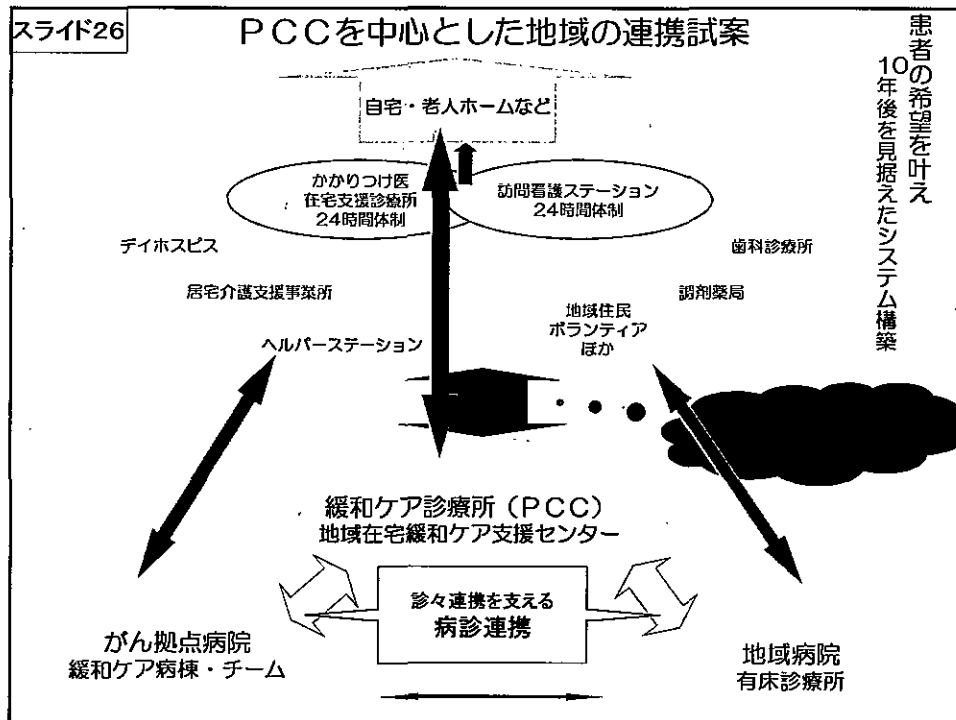 スライド26
PCCを中心とした地域の連携試案
患者の希望を叶え
10年後を見据えたシステム構築
自宅・老人ホームなど
かかりつけ医
在宅支援診療所
24時間体制
訪問看護ステーション
24時間体制
デイホスピス
歯科診療所
居宅介護支援事業所
調剤薬局
地域住民
ボランティア
ほか
ヘルパーステーション
緩和ケア診療所(PCC)
地域在宅緩和ケア支援センター
診々連携を支える
病診連携
がん拠点病院
緩和ケア病棟・チーム
地域病院
有床診療所